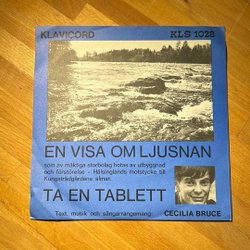 KLAVICORD KLS 1028
EN VISA OM LJUSNAN
som av mäktiga storbolag hotas av utbyggnad
och förstörelse - Hälsinglands motstycke till
Kungsträdgårdens almar.
TA EN TABLETT
Text, musik och sångarrangemang: CECILIA BRUCE